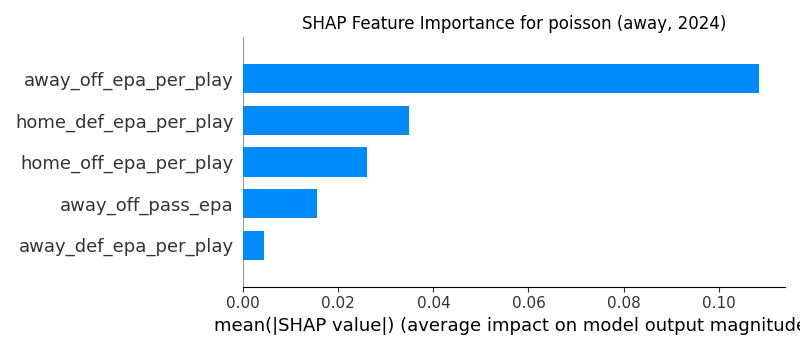 SHAP Feature Importance for poisson (away, 2024)
away_off_epa_per_play
home_def_epa_per_play
home_off_epa_per_play
away_off_pass_epa
away_def_epa_per_play
0.00 0.02 0.04 0.06 0.08 0.10
mean(|SHAP value|) (average impact on model output magnitude